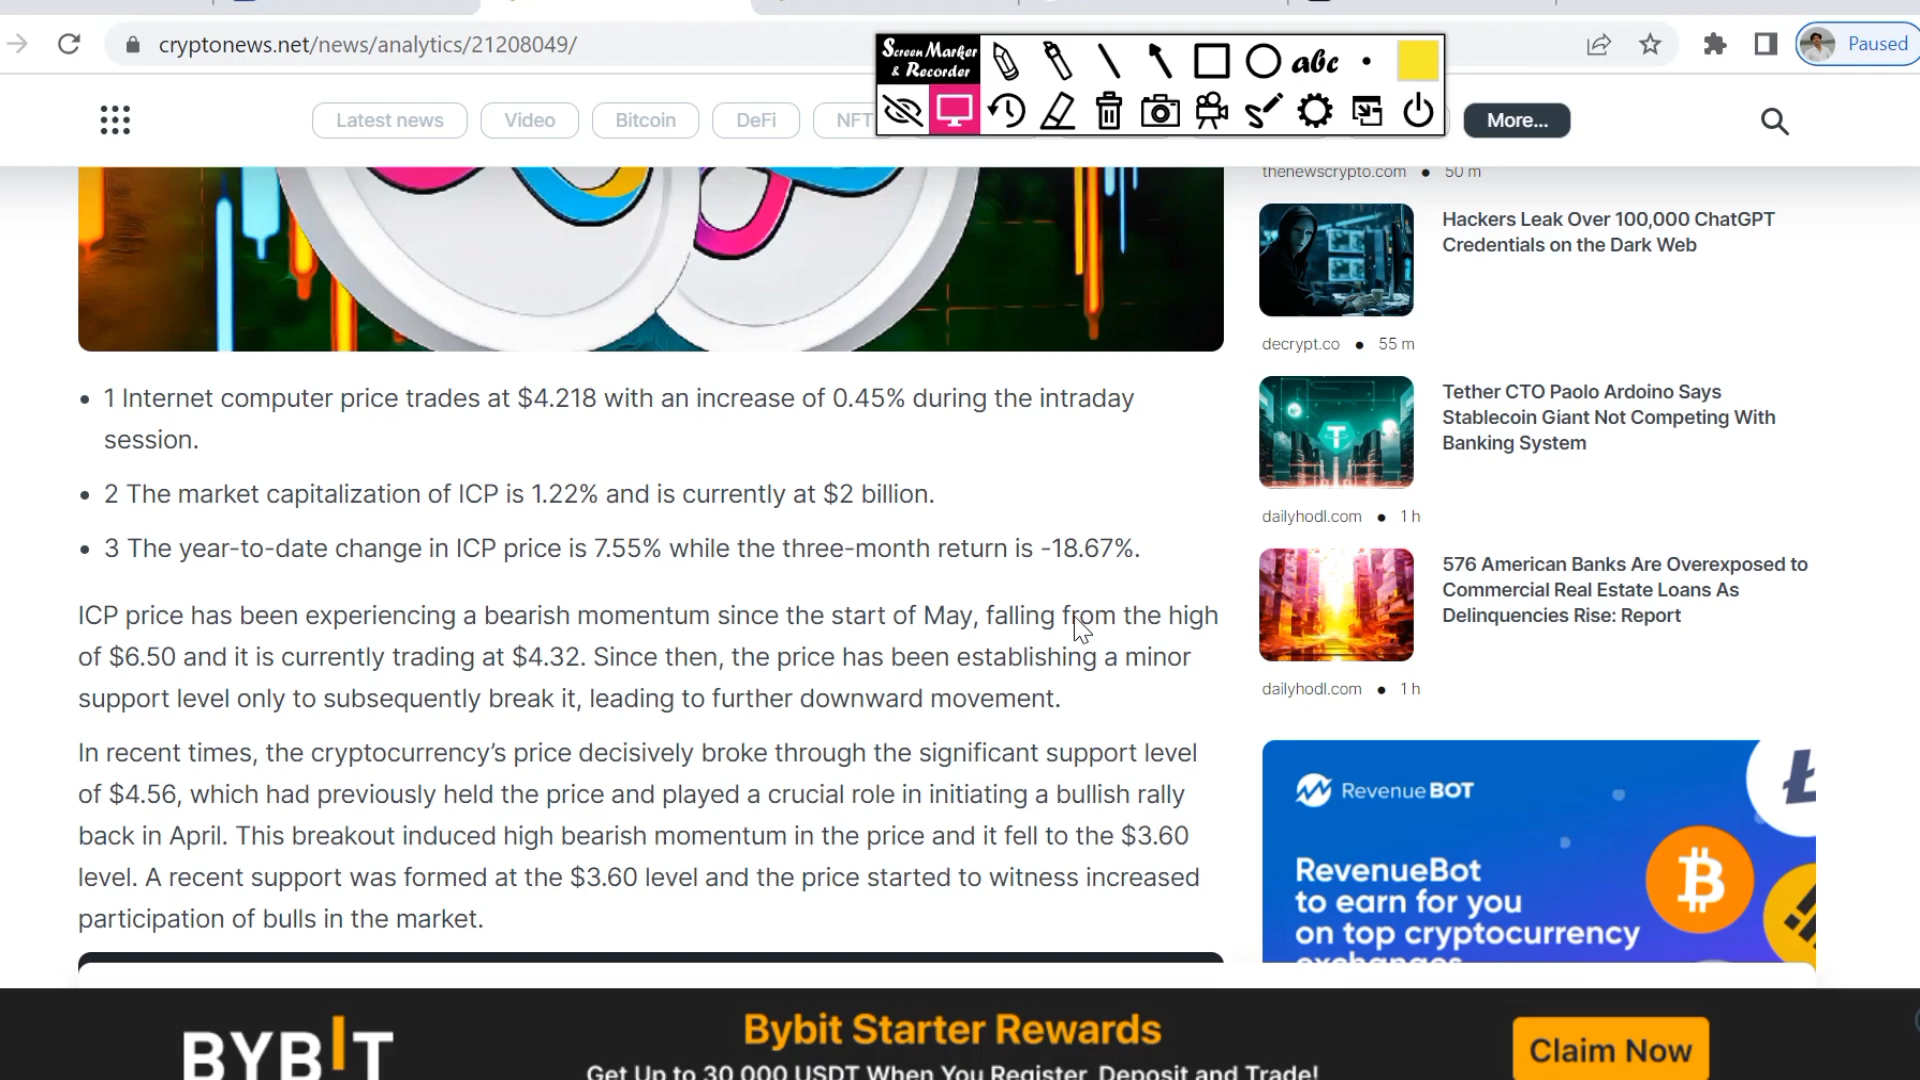 cryptonews.net/news/analytics/21208049/
Screen Marker
& Recorder
abc
Paused
Latest news
Video
Bitcoin
DeFi
NFT
More...
thenewscrypto.com ● 50 m
Hackers Leak Over 100,000 ChatGPT
Credentials on the Dark Web
decrypt.co ● 55 m
Tether CTO Paolo Ardoino Says
Stablecoin Giant Not Competing With
Banking System
dailyhodl.com ● 1 h
576 American Banks Are Overexposed to
Commercial Real Estate Loans As
Delinquencies Rise: Report
dailyhodl.com ● 1 h
• 1 Internet computer price trades at $4.218 with an increase of 0.45% during the intraday
session.
• 2 The market capitalization of ICP is 1.22% and is currently at $2 billion.
• 3 The year-to-date change in ICP price is 7.55% while the three-month return is -18.67%.
ICP price has been experiencing a bearish momentum since the start of May, falling from the high
of $6.50 and it is currently trading at $4.32. Since then, the price has been establishing a minor
support level only to subsequently break it, leading to further downward movement.
In recent times, the cryptocurrency’s price decisively broke through the significant support level
of $4.56, which had previously held the price and played a crucial role in initiating a bullish rally
back in April. This breakout induced high bearish momentum in the price and it fell to the $3.60
level. A recent support was formed at the $3.60 level and the price started to witness increased
participation of bulls in the market.
RevenueBOT
RevenueBot
to earn for you
on top cryptocurrency
exchanges
BYBIT
Bybit Starter Rewards
Get Up to 30,000 USDT When You Register, Deposit and Trade!
Claim Now